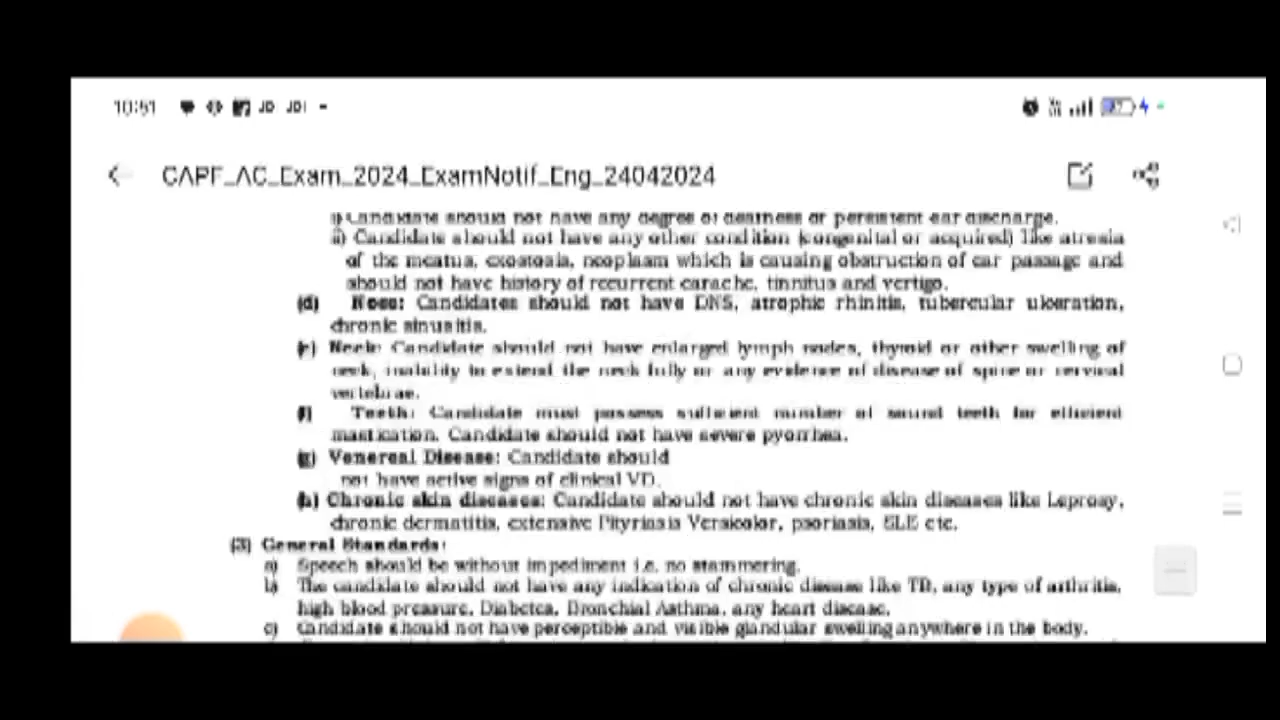 10:51
CAPF_AC_Exam_2024_ExamNotif_Eng_24042024
i) Candidate should not have any degree of deafness or persistent ear discharge.
ii) Candidate should not have any other condition (congenital or acquired) like atresia
of the meatus, exostosis, neoplasm which is causing obstruction of ear passage and
should not have history of recurrent earache, tinnitus and vertigo.
(d) Nose: Candidates should not have DNS, atrophic rhinitis, tubercular ulceration,
chronic sinusitis.
(e) Neck: Candidate should not have enlarged lymph nodes, thyroid or other swelling of
neck, inability to extend the neck fully or any evidence of disease of spine or cervical
vertebrae.
(f) Teeth: Candidate must possess sufficient number of sound teeth for efficient
mastication. Candidate should not have severe pyorrhea.
(g) Venereal Disease: Candidate should
not have active signs of clinical VD.
(h) Chronic skin diseases: Candidate should not have chronic skin diseases like Leprosy,
chronic dermatitis, extensive Pityriasis Versicolor, psoriasis, SLE etc.
(3) General Standards:
a) Speech should be without impediment i.e. no stammering.
b) The candidate should not have any indication of chronic disease like TB, any type of arthritis,
high blood pressure, Diabetes, Bronchial Asthma, any heart disease.
c) Candidate should not have perceptible and visible glandular swelling anywhere in the body.